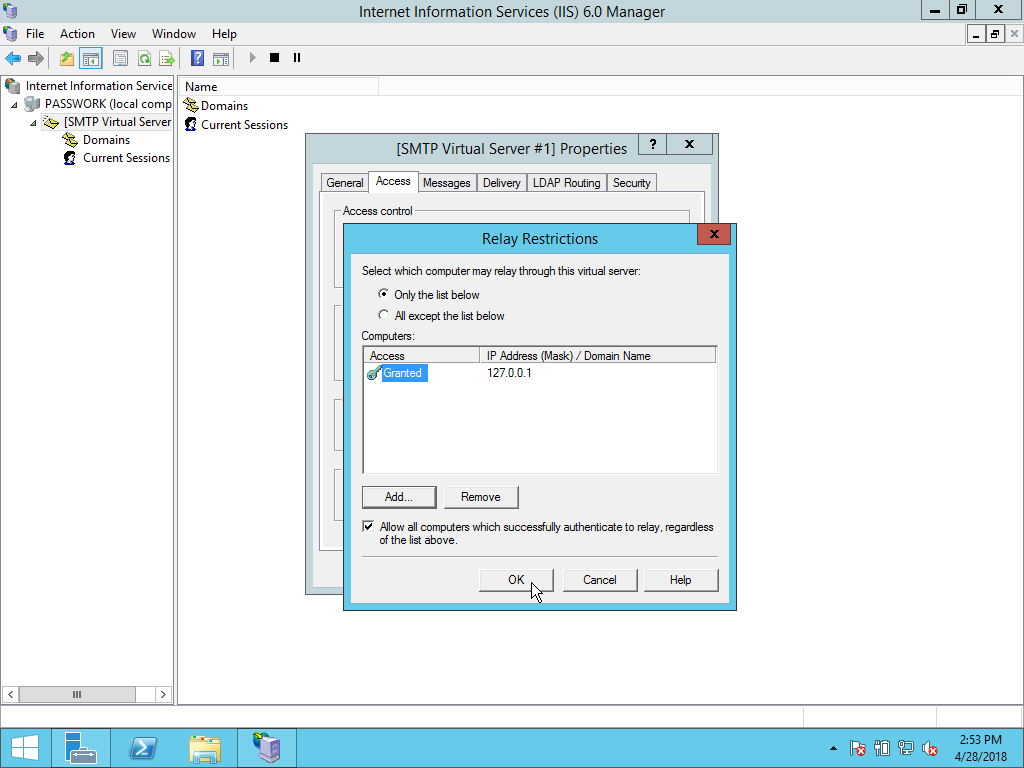 Internet Information Services (IIS) 6.0 Manager
File Action View Window Help
Internet Information Service
PASSWORK (local comp
[SMTP Virtual Server
Domains
Current Sessions
Name
Domains
Current Sessions
[SMTP Virtual Server #1] Properties
? X
General Access Messages Delivery LDAP Routing Security
Access control
Relay Restrictions
X
Select which computer may relay through this virtual server:
Only the list below
All except the list below
Computers:
Access IP Address (Mask) / Domain Name
Granted 127.0.0.1
Add... Remove
Allow all computers which successfully authenticate to relay, regardless
of the list above.
OK Cancel Help
2:53 PM
4/28/2018